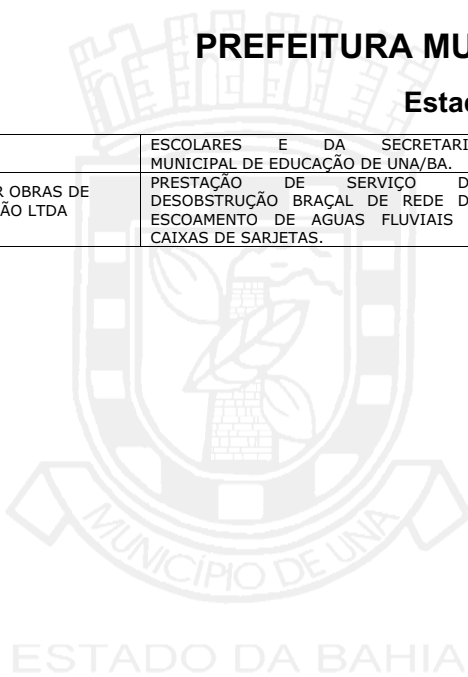 PREFEITURA MU
Estad
ESCOLARES E DA SECRETARI
MUNICIPAL DE EDUCAÇÃO DE UNA/BA.
R OBRAS DE
ÃO LTDA
PRESTAÇÃO DE SERVIÇO D
DESOBSTRUÇÃO BRAÇAL DE REDE D
ESCOAMENTO DE AGUAS FLUVIAIS
CAIXAS DE SARJETAS.
MUNICÍPIO DE UNA
ESTADO DA BAHIA